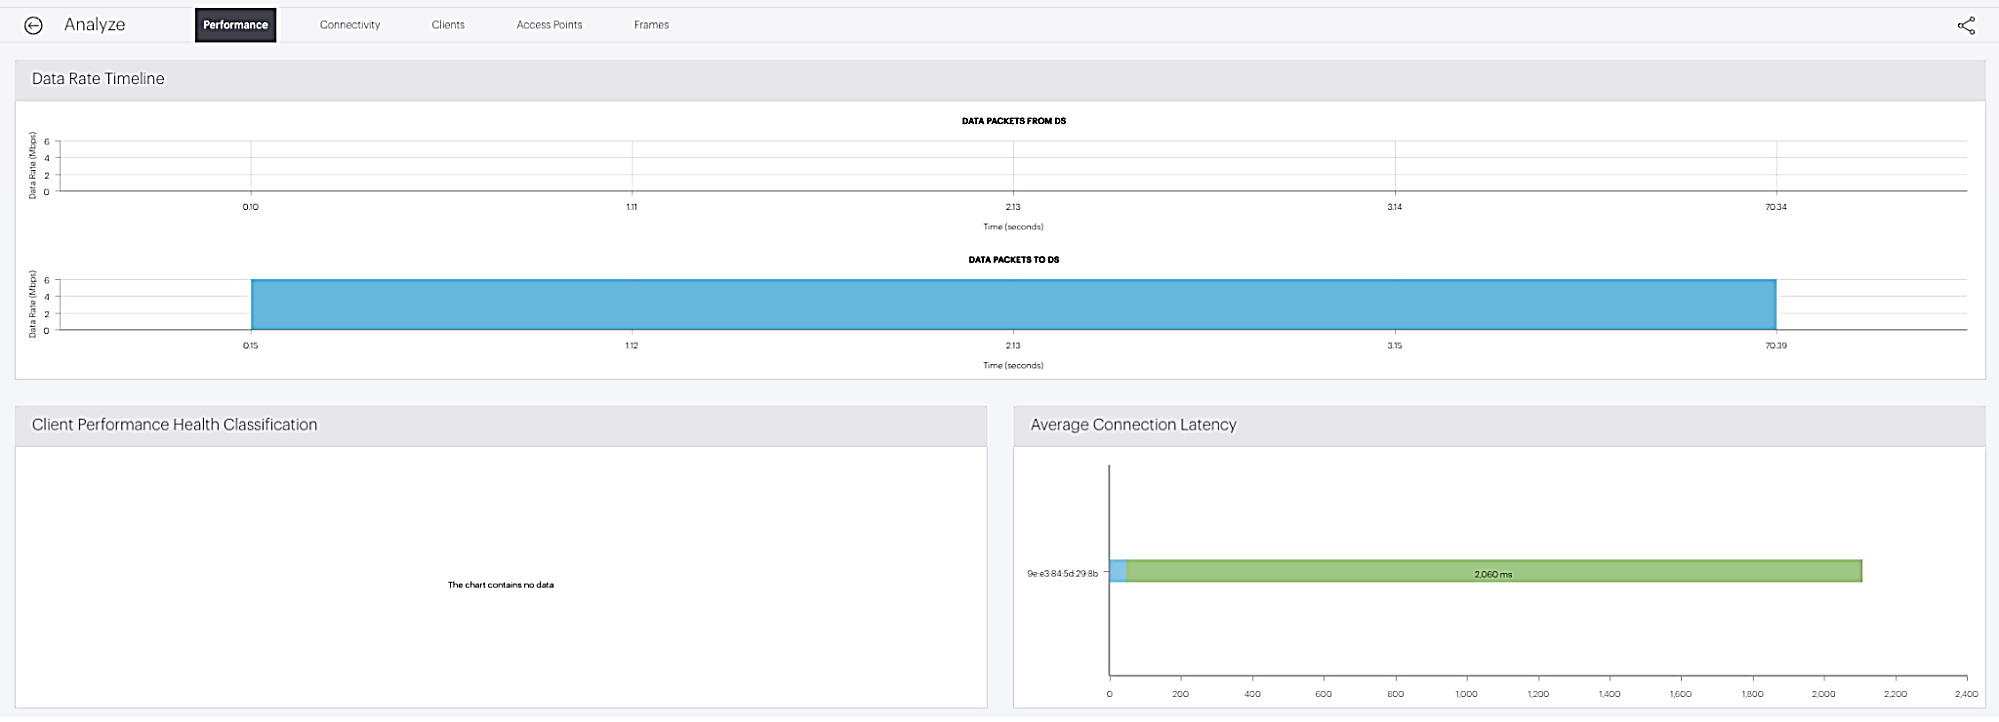 Analyze Performance Connectivity Clients Access Points Frames
Data Rate Timeline
DATA PACKETS FROM DS
Data Rate (Mbps)
6
4
2
0
0.10 1.11 2.13 3.14 70.34
Time (seconds)
DATA PACKETS TO DS
Data Rate (Mbps)
6
4
2
0
0.15 1.12 2.13 3.15 70.39
Time (seconds)
Client Performance Health Classification
The chart contains no data
Average Connection Latency
9e:e3:84:5d:29:8b 2,060 ms
0 200 400 600 800 1,000 1,200 1,400 1,600 1,800 2,000 2,200 2,400